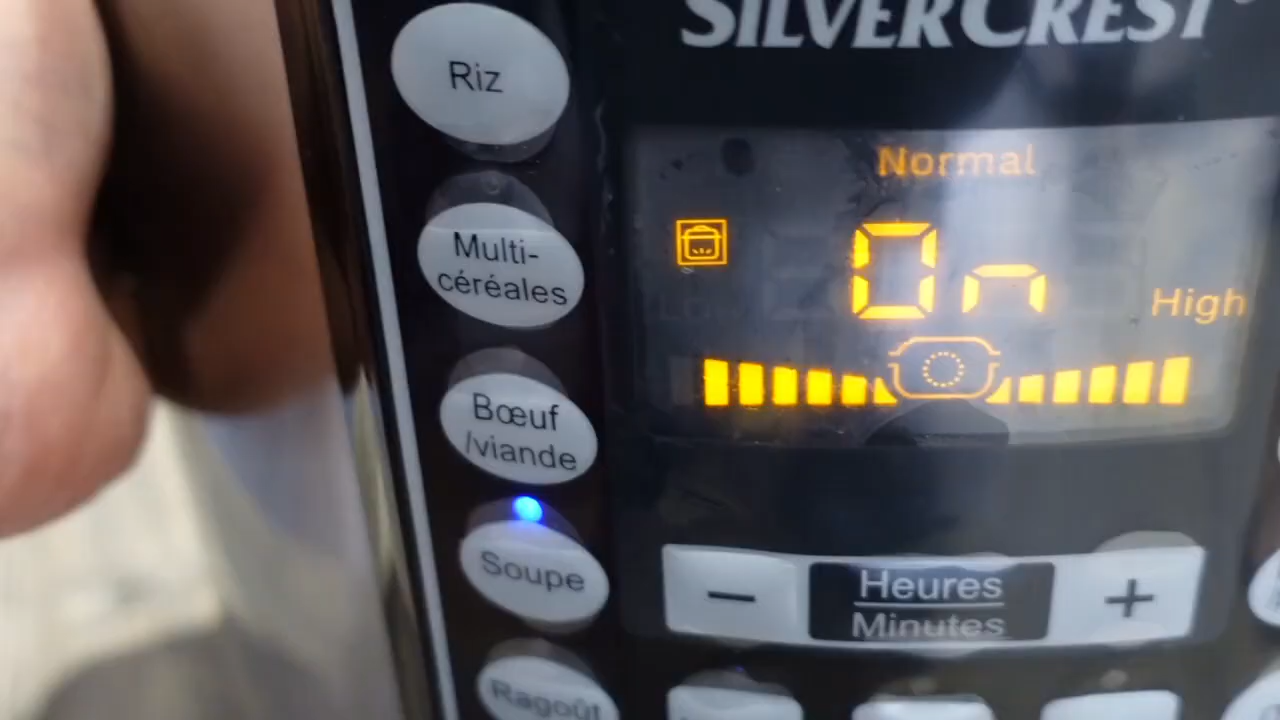 SILVERCREST
Riz
Normal
Multi-
céréales
On
High
Bœuf
/viande
Soupe
− Heures +
Minutes
Ragoût